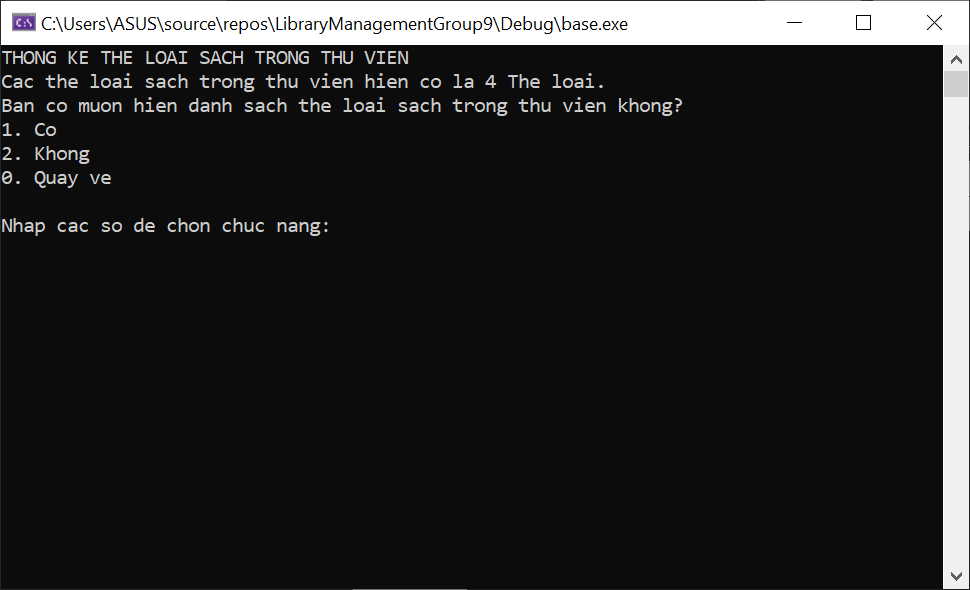 C:\Users\ASUS\source\repos\LibraryManagementGroup9\Debug\base.exe
THONG KE THE LOAI SACH TRONG THU VIEN
Cac the loai sach trong thu vien hien co la 4 The loai.
Ban co muon hien danh sach the loai sach trong thu vien khong?
1. Co
2. Khong
0. Quay ve
Nhap cac so de chon chuc nang: